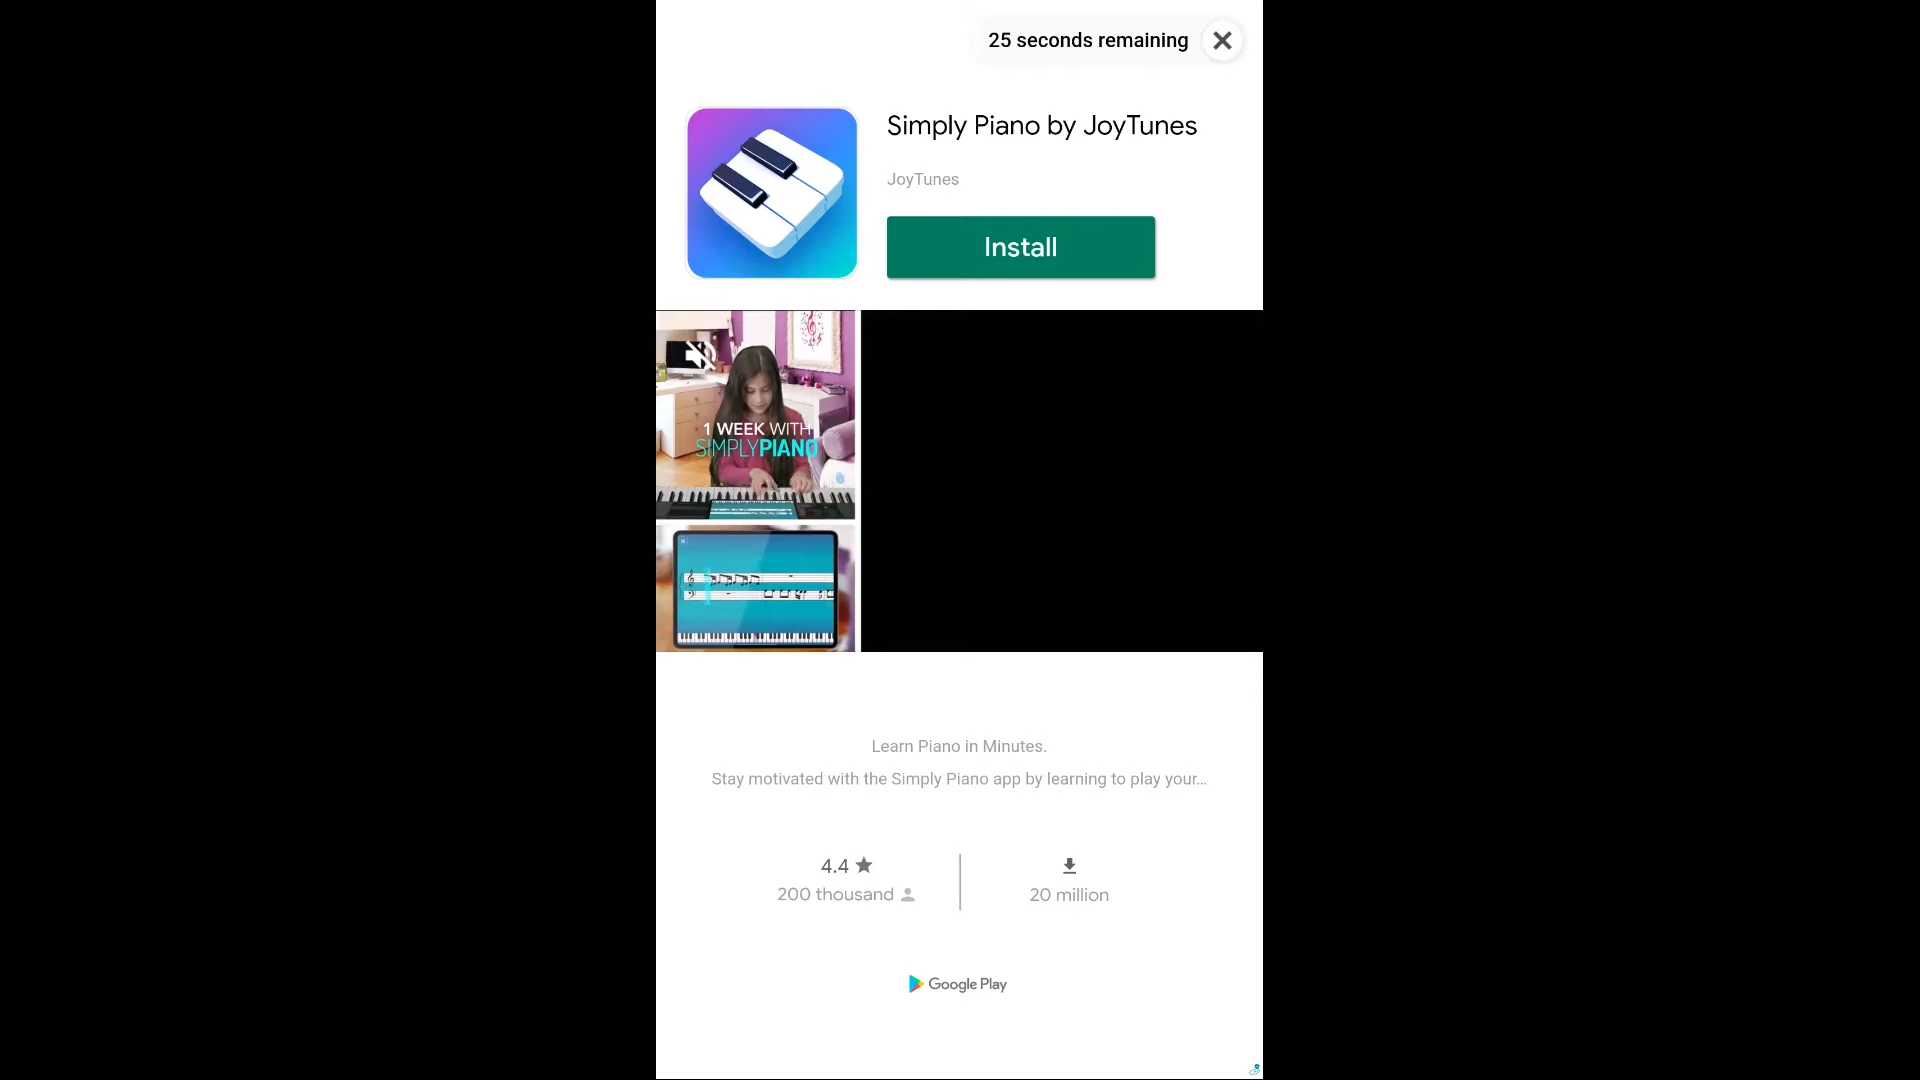 25 seconds remaining
Simply Piano by JoyTunes
JoyTunes
Install
1 WEEK WITH
SIMPLYPIANO
Learn Piano in Minutes.
Stay motivated with the Simply Piano app by learning to play your...
4.4
200 thousand
20 million
Google Play